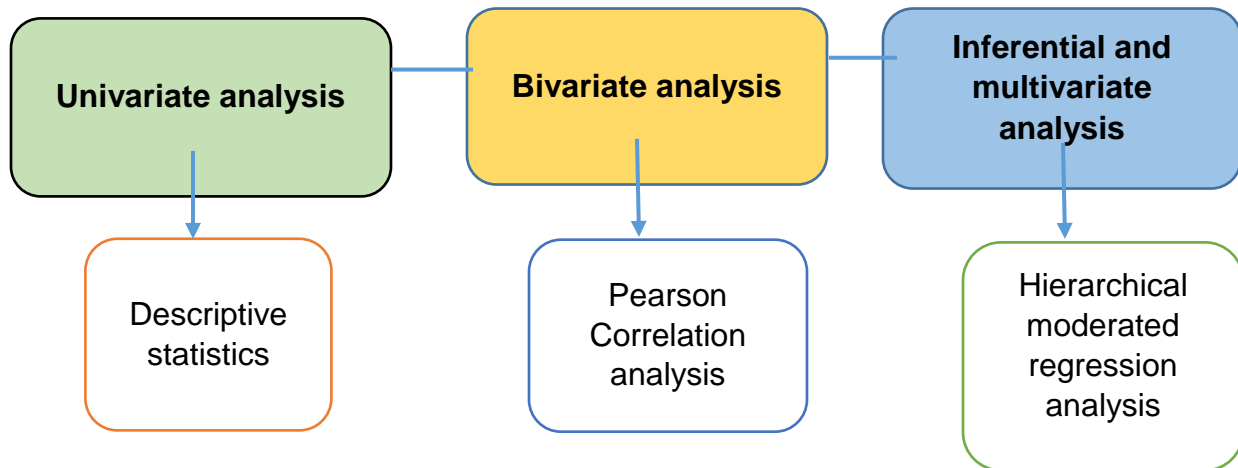 Univariate analysis
Bivariate analysis
Inferential and
multivariate
analysis
Descriptive
statistics
Pearson
Correlation
analysis
Hierarchical
moderated
regression
analysis